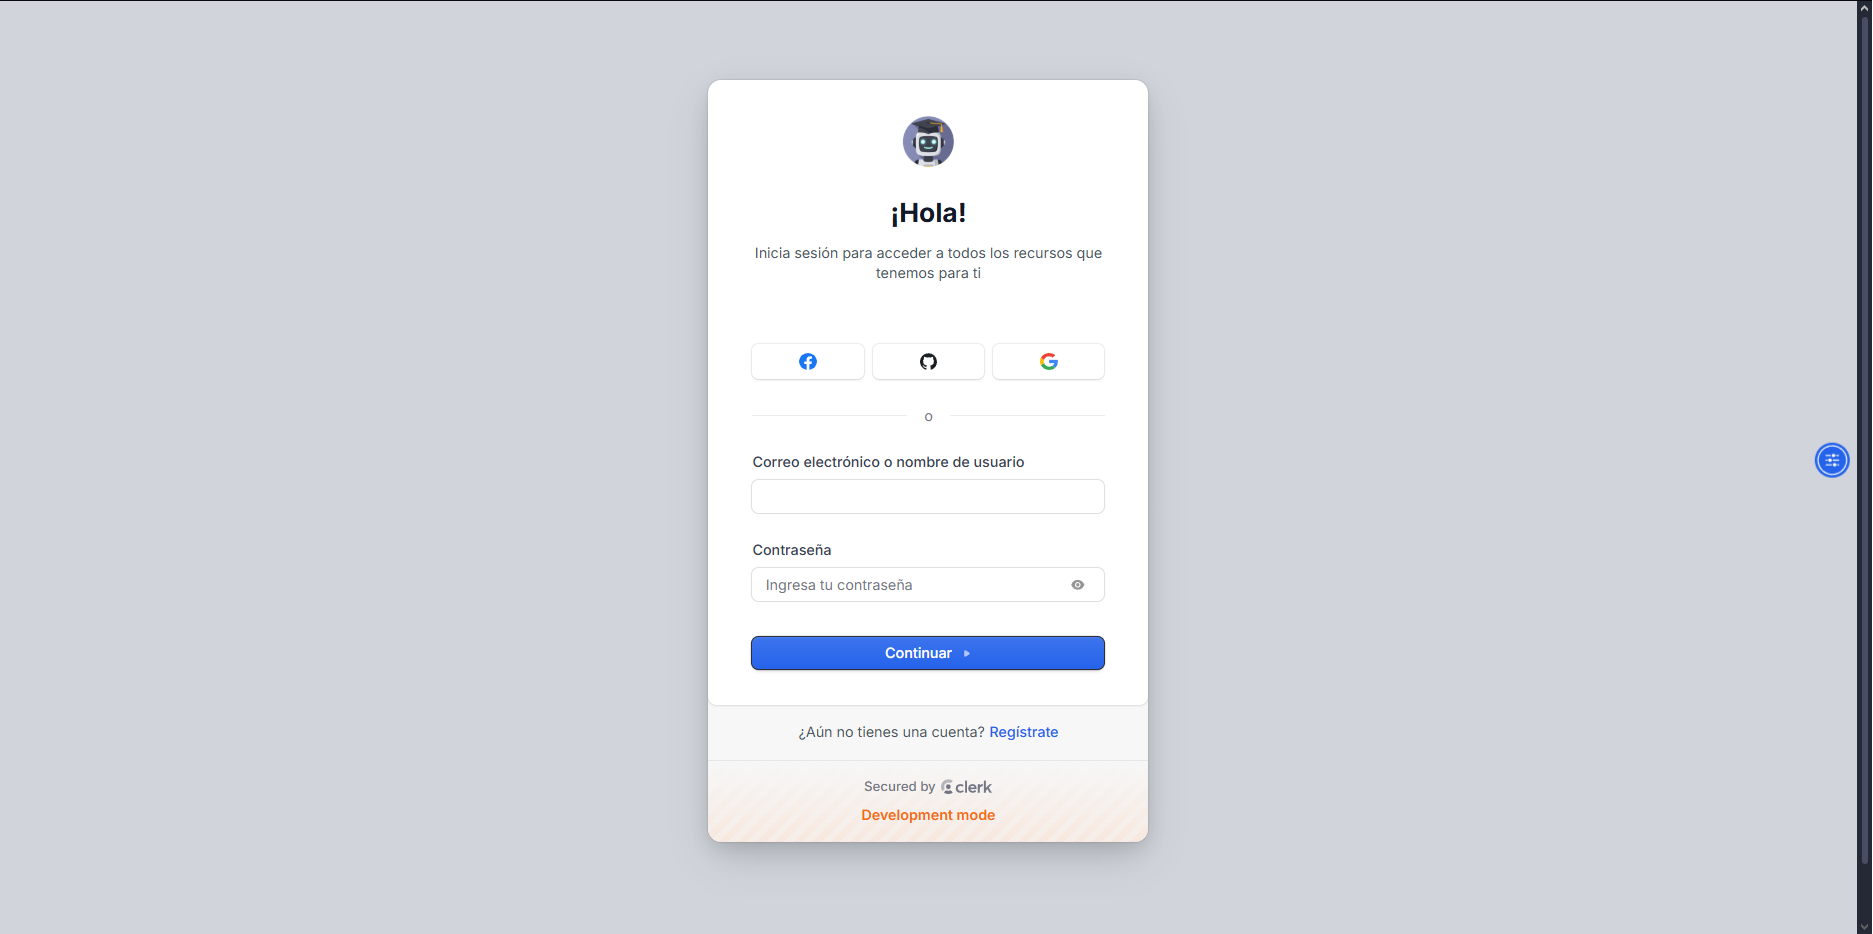 ¡Hola!
Inicia sesión para acceder a todos los recursos que
tenemos para ti
o
Correo electrónico o nombre de usuario
Contraseña
Ingresa tu contraseña
Continuar
¿Aún no tienes una cuenta? Regístrate
Secured by clerk
Development mode